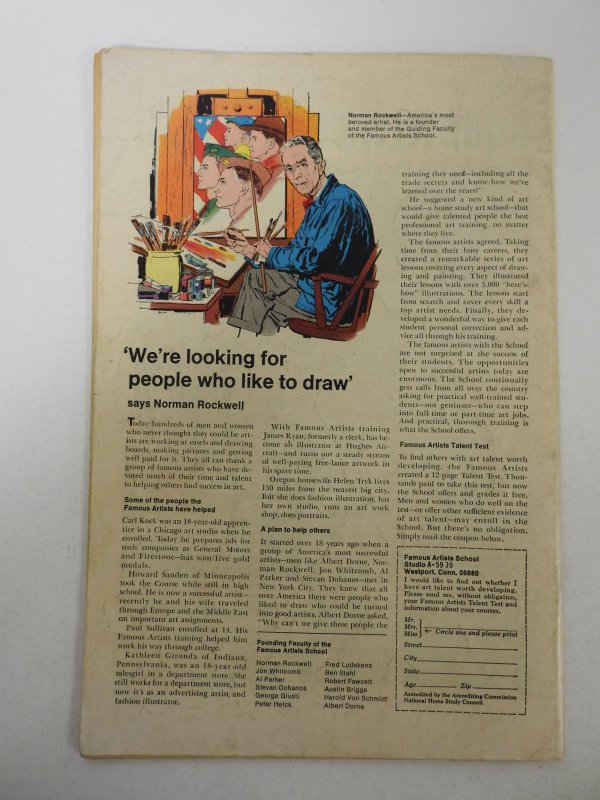 Norman Rockwell—America's most
beloved artist. He is a founder
and member of the Guiding Faculty
of the Famous Artists School.
'We're looking for
people who like to draw'
says Norman Rockwell
Today hundreds of men and women
who never thought they could be art-
ists are working at easels and drawing
boards, making pictures and getting
well paid for it. They all can thank a
group of famous artists who have de-
voted much of their time and talent
to helping others find success in art.
Some of the people the
Famous Artists have helped
Carl Kock was an 18-year-old appren-
tice in a Chicago art studio when he
enrolled. Today he prepares ads for
such companies as General Motors
and Firestone—has won five gold
medals.
Howard Sanden of Minneapolis
took the Course while still in high
school. He is now a successful artist—
recently he and his wife traveled
through Europe and the Middle East
on important art assignments.
Paul Sullivan enrolled at 14. His
Famous Artists training helped him
work his way through college.
Kathleen Gironda of Indiana,
Pennsylvania, was an 18-year-old
salesgirl in a department store. She
still works for a department store, but
now it's as an advertising artist and
fashion illustrator.
With Famous Artists training
James Ryan, formerly a clerk, has be-
come an illustrator at Hughes Air-
craft—and turns out a steady stream
of well-paying free-lance artwork in
his spare time.
Oregon housewife Helen Tryk lives
150 miles from the nearest big city.
But she does fashion illustration, has
her own studio, runs an art work
shop, does portraits.
A plan to help others
It started over 18 years ago when a
group of America's most successful
artists—men like Albert Dorne, Nor-
man Rockwell, Jon Whitcomb, Al
Parker and Stevan Dohanos—met in
New York City. They knew that all
over America there were people who
liked to draw who could be turned
into good artists. Albert Dorne asked,
"Why can't we give these people the
Founding Faculty of the
Famous Artists School
Norman Rockwell
Jon Whitcomb
Al Parker
Stevan Dohanos
George Giusti
Peter Helck
Fred Ludekens
Ben Stahl
Robert Fawcett
Austin Briggs
Harold Von Schmidt
Albert Dorne
training they need—including all the
trade secrets and know-how we've
learned over the years?"
He suggested a new kind of art
school—a home study art school—that
would give talented people the best
professional art training, no matter
where they live.
The famous artists agreed. Taking
time from their busy careers, they
created a remarkable series of art
lessons covering every aspect of draw-
ing and painting. They illustrated
their lessons with over 5,000 "here's-
how" illustrations. The lessons start
from scratch and cover every skill a
top artist needs. Finally, they de-
veloped a wonderful way to give each
student personal correction and ad-
vice all through his training.
The famous artists with the School
are not surprised at the success of
their students. The opportunities
open to successful artists today are
enormous. The School continually
gets calls from all over the country
asking for practical well-trained stu-
dents—not geniuses—who can step
into full-time or part-time art jobs.
And practical, thorough training is
what the School offers.
Famous Artists Talent Test
To find others with art talent worth
developing, the Famous Artists
created a 12-page Talent Test. Thou-
sands paid to take this test, but now
the School offers and grades it free.
Men and women who do well on the
test—or offer other sufficient evidence
of art talent—may enroll in the
School. But there's no obligation.
Simply mail the coupon below.
Famous Artists School
Studio A-5939
Westport, Conn. 06880
I would like to find out whether I
have art talent worth developing.
Please send me, without obligation,
your Famous Artists Talent Test and
information about your courses.
Mr.
Mrs. Circle one and please print
Miss
Street
City
State
Age Zip
Accredited by the Accrediting Commission
National Home Study Council